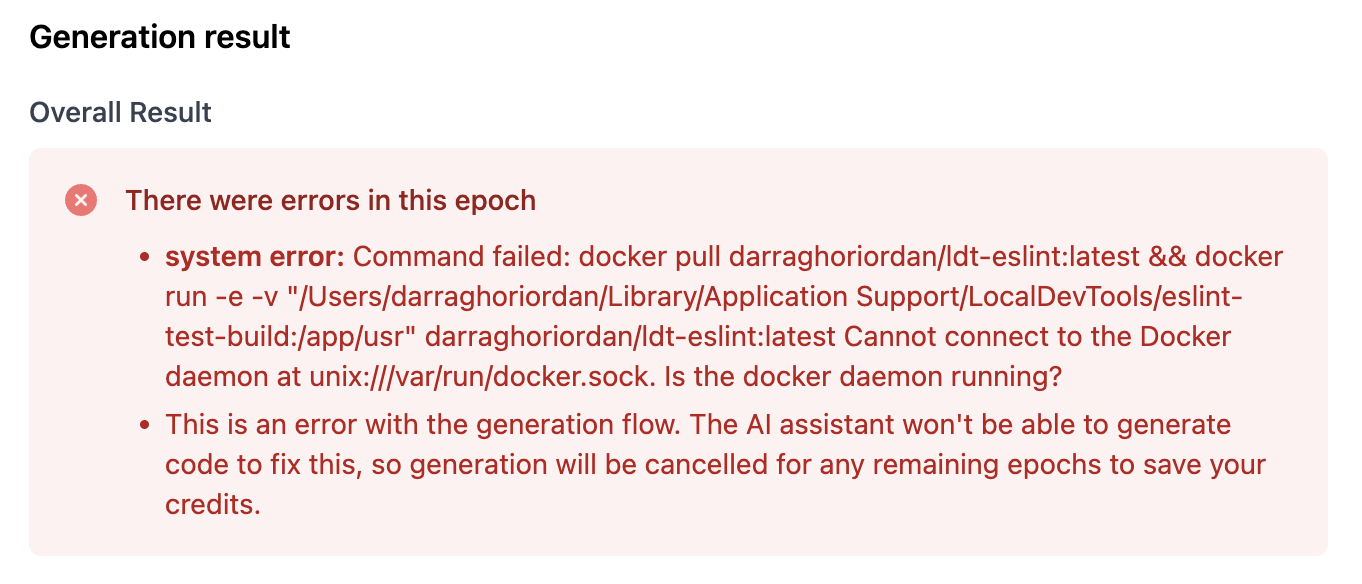 Generation result
Overall Result
There were errors in this epoch
• system error: Command failed: docker pull darraghoriordan/ldt-eslint:latest && docker
run -e -v "/Users/darraghoriordan/Library/Application Support/LocalDevTools/eslint-
test-build:/app/usr" darraghoriordan/ldt-eslint:latest Cannot connect to the Docker
daemon at unix:///var/run/docker.sock. Is the docker daemon running?
• This is an error with the generation flow. The AI assistant won't be able to generate
code to fix this, so generation will be cancelled for any remaining epochs to save your
credits.